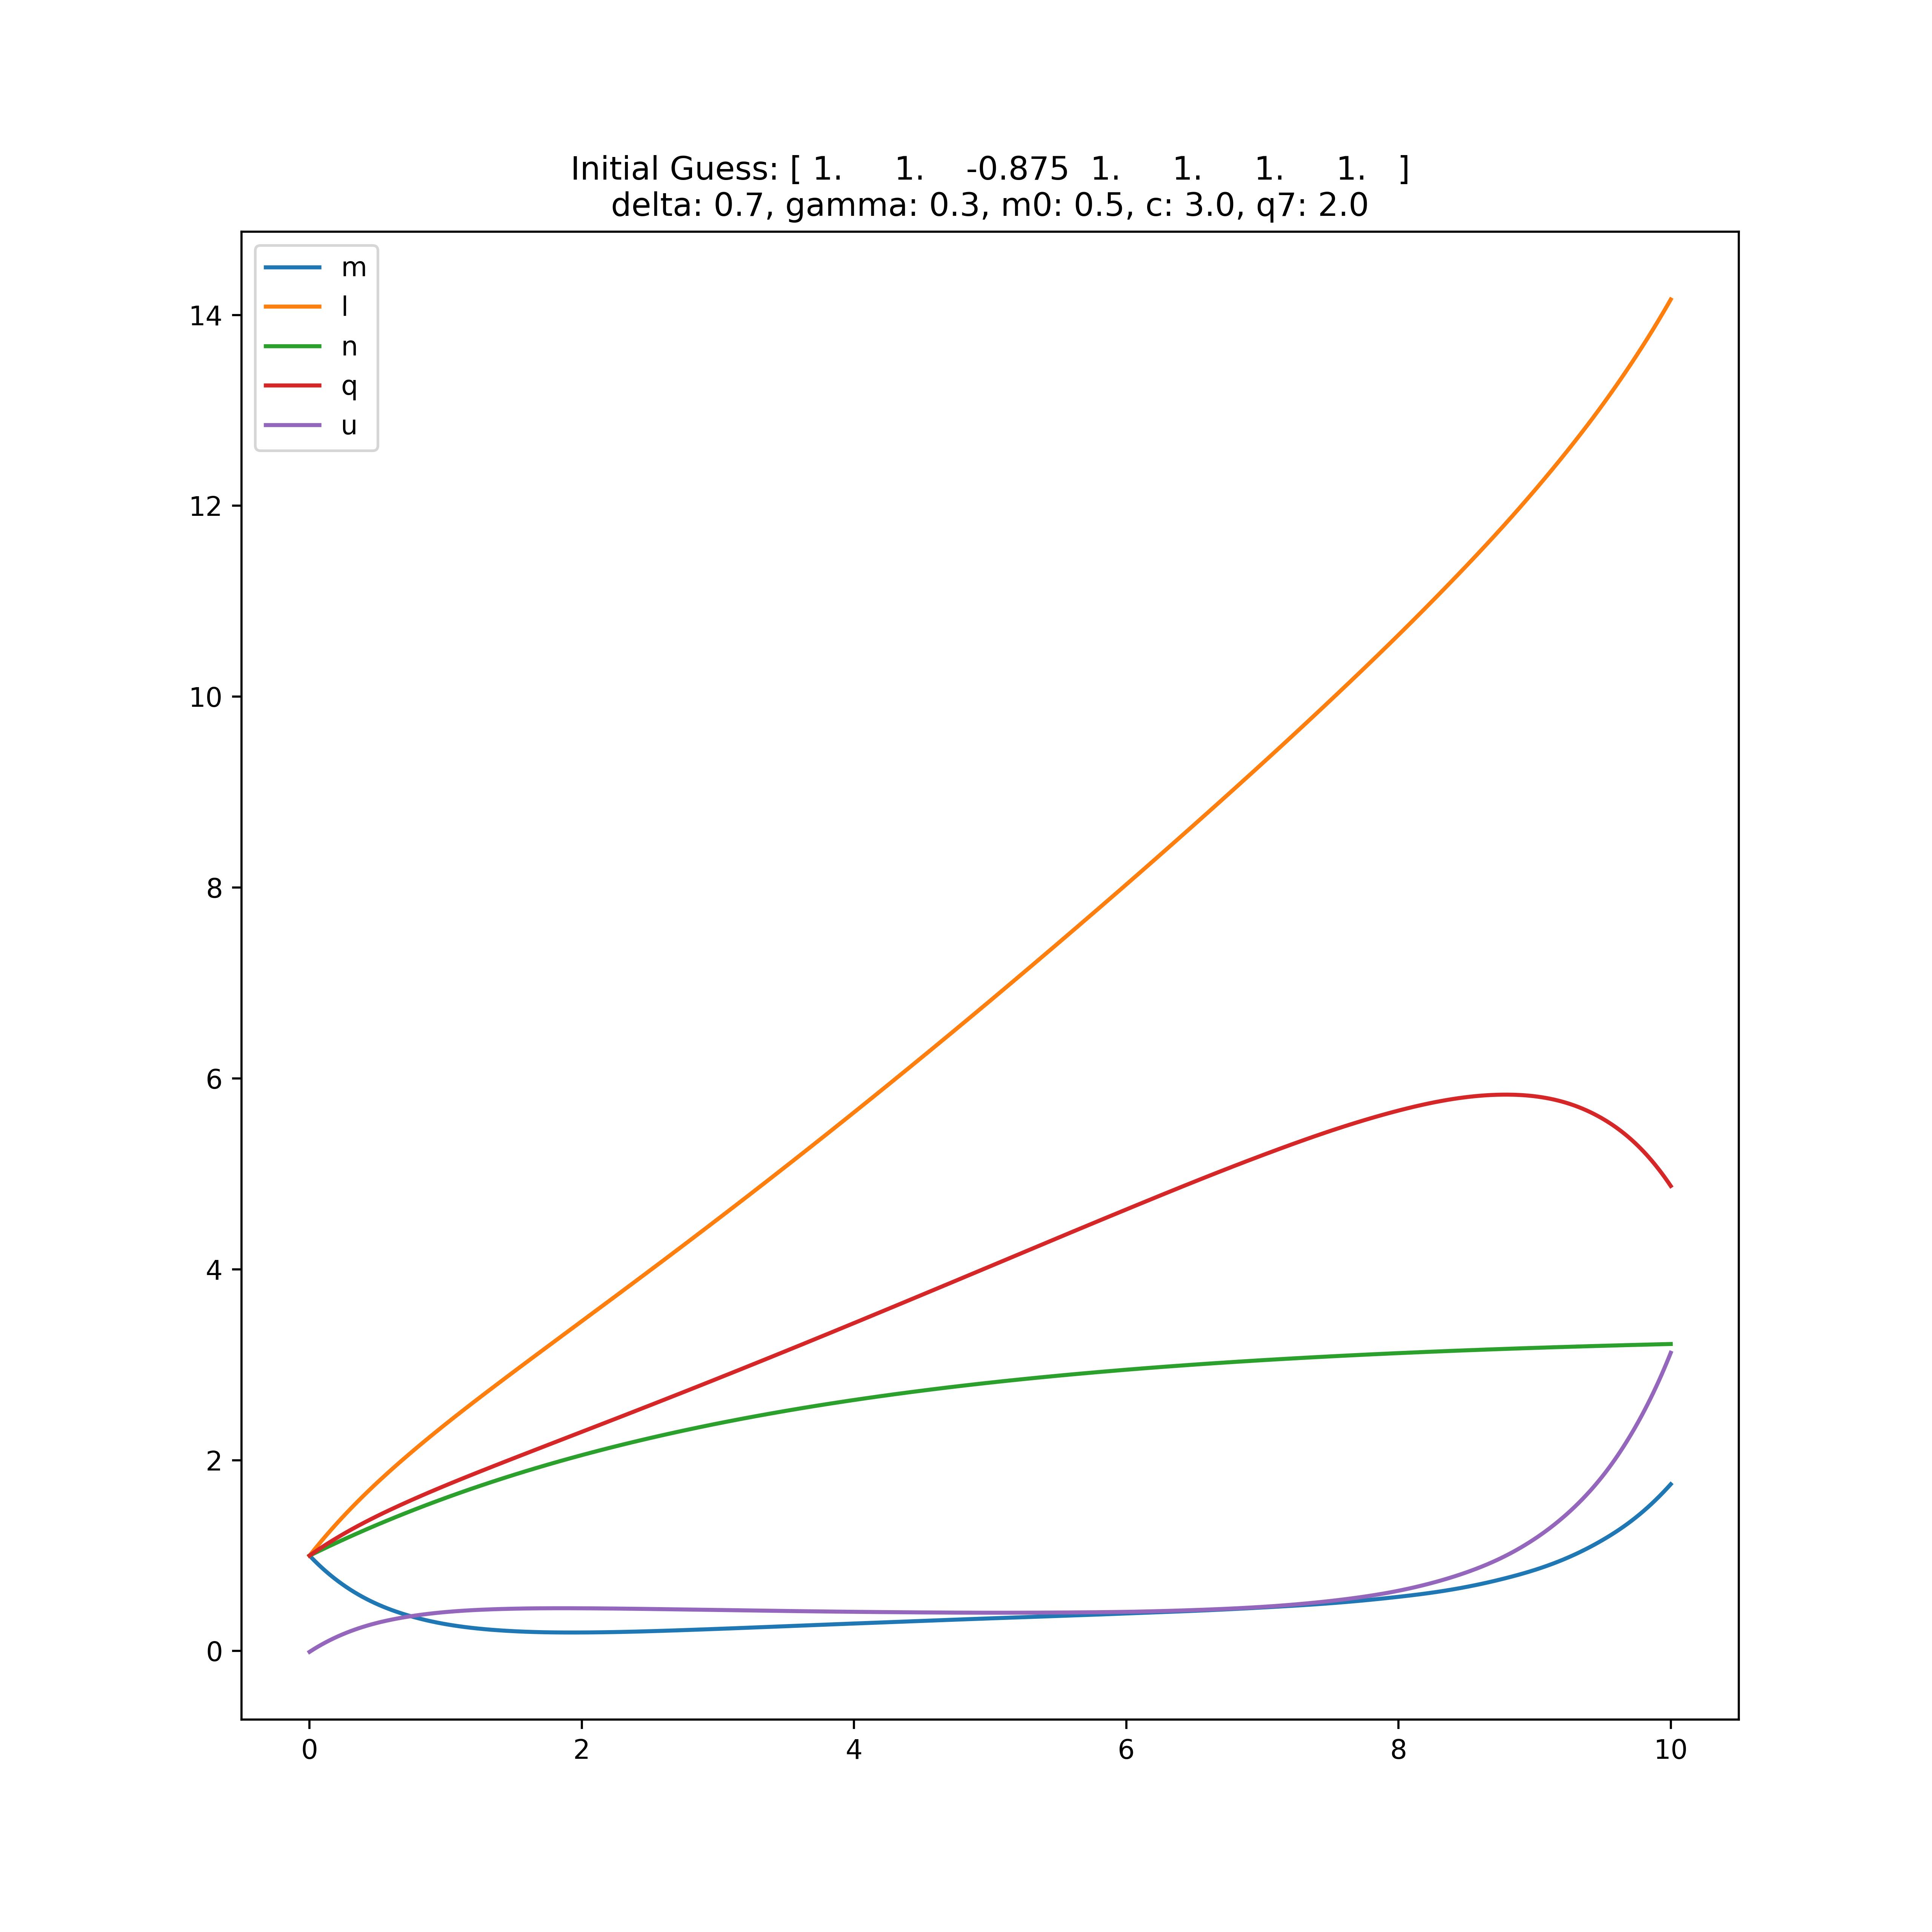 Initial Guess: [ 1. 1. -0.875 1. 1. 1. 1. ]
delta: 0.7, gamma: 0.3, m0: 0.5, c: 3.0, q7: 2.0
m
l
n
q
u
14
12
10
8
6
4
2
0
0 2 4 6 8 10